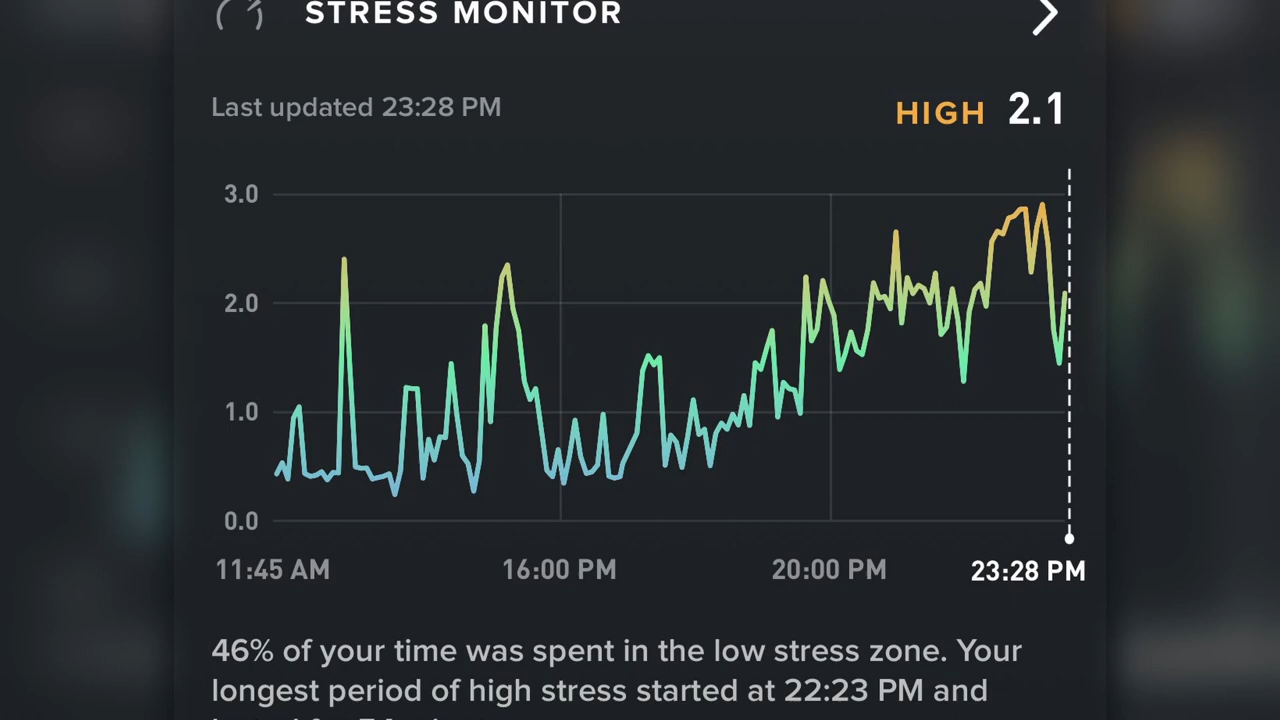 STRESS MONITOR
Last updated 23:28 PM
HIGH 2.1
3.0
2.0
1.0
0.0
11:45 AM 16:00 PM 20:00 PM 23:28 PM
46% of your time was spent in the low stress zone. Your
longest period of high stress started at 22:23 PM and